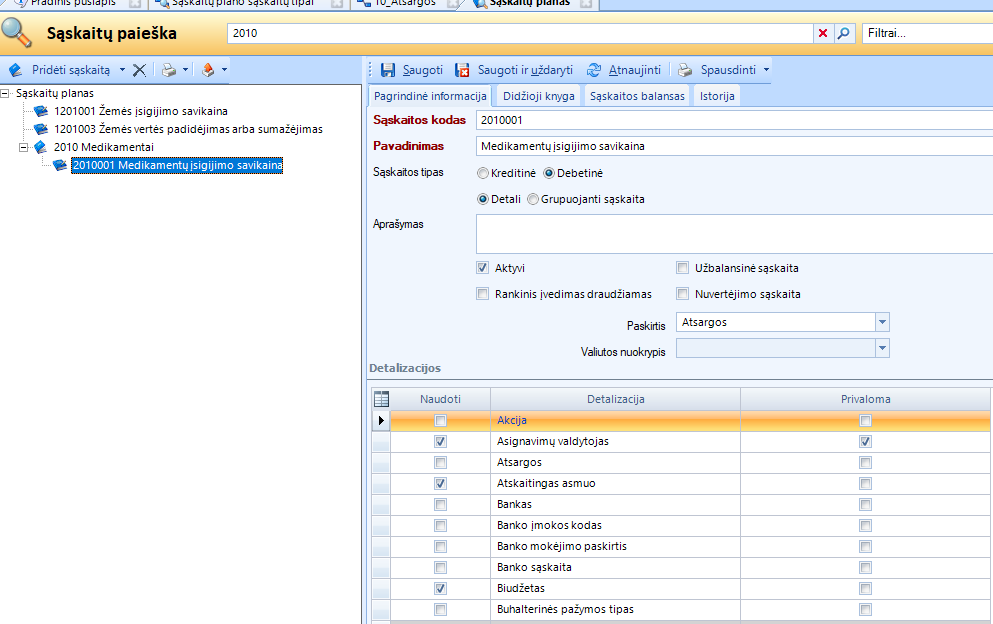 Pradinis puslapis Sąskaitų plano sąskaitų tipai 10_Atsargos Sąskaitų planas
Sąskaitų paieška 2010 Filtrai...
Pridėti sąskaitą Saugoti Saugoti ir uždaryti Atnaujinti Spausdinti
Pagrindinė informacija Didžioji knyga Sąskaitos balansas Istorija
Sąskaitų planas
1201001 Žemės įsigijimo savikaina
1201003 Žemės vertės padidėjimas arba sumažėjimas
2010 Medikamentai
2010001 Medikamentų įsigijimo savikaina
Sąskaitos kodas 2010001
Pavadinimas Medikamentų įsigijimo savikaina
Sąskaitos tipas Kreditinė Debetinė
Detali Grupuojanti sąskaita
Aprašymas
Aktyvi Užbalansinė sąskaita
Rankinis įvedimas draudžiamas Nuvertėjimo sąskaita
Paskirtis Atsargos
Valiutos nuokrypis
Detalizacijos
Naudoti Detalizacija Privaloma
Akcija
Asignavimų valdytojas
Atsargos
Atskaitingas asmuo
Bankas
Banko įmokos kodas
Banko mokėjimo paskirtis
Banko sąskaita
Biudžetas
Buhalterinės pažymos tipas